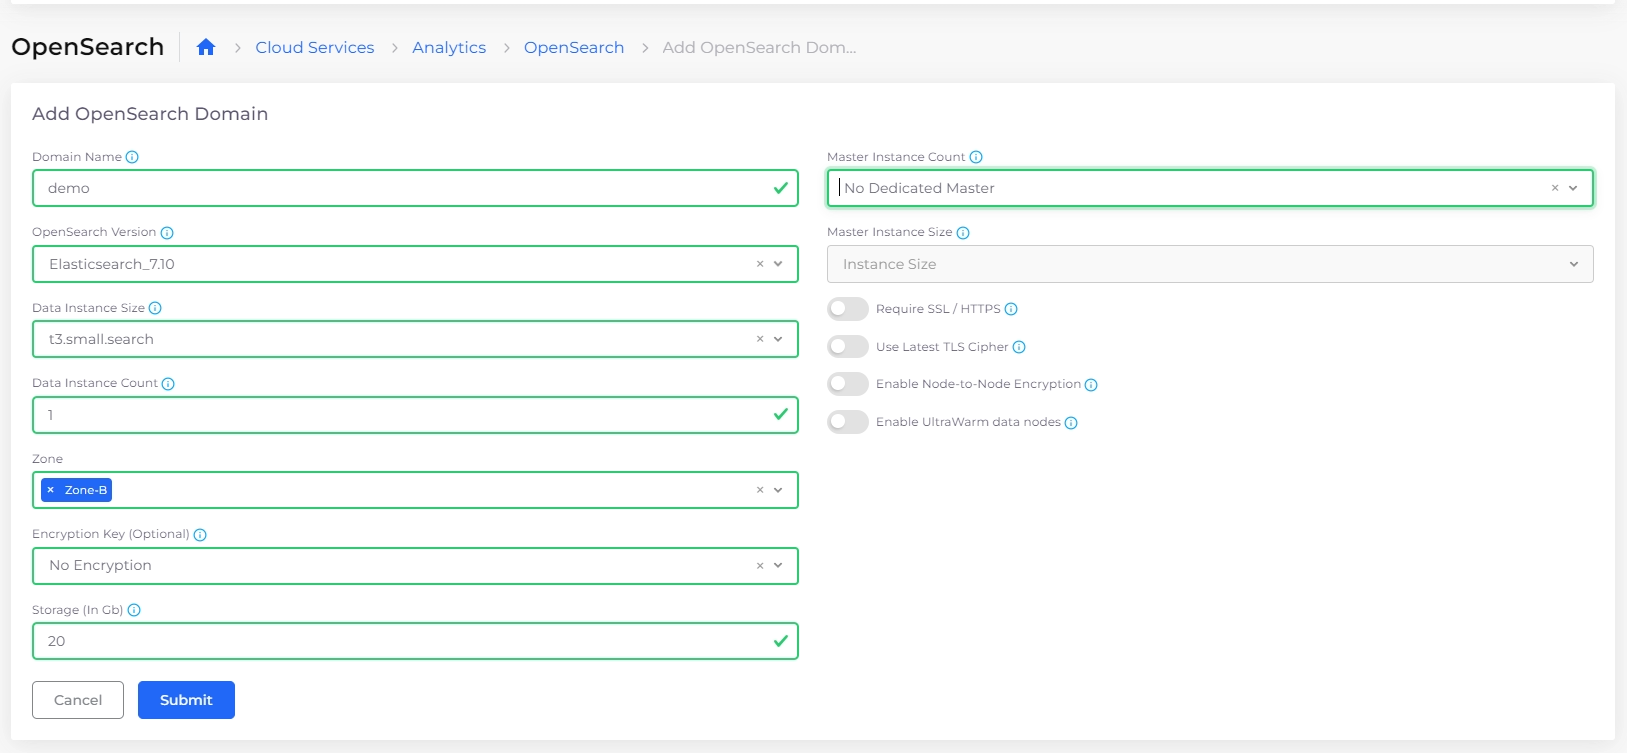 OpenSearch
Cloud Services
Analytics
OpenSearch
Add OpenSearch Dom...
Add OpenSearch Domain
Domain Name
demo
OpenSearch Version
Elasticsearch_7.10
Data Instance Size
t3.small.search
Data Instance Count
1
Zone
× Zone-B
Encryption Key (Optional)
No Encryption
Storage (In Gb)
20
Cancel
Submit
Master Instance Count
No Dedicated Master
Master Instance Size
Instance Size
Require SSL / HTTPS
Use Latest TLS Cipher
Enable Node-to-Node Encryption
Enable UltraWarm data nodes